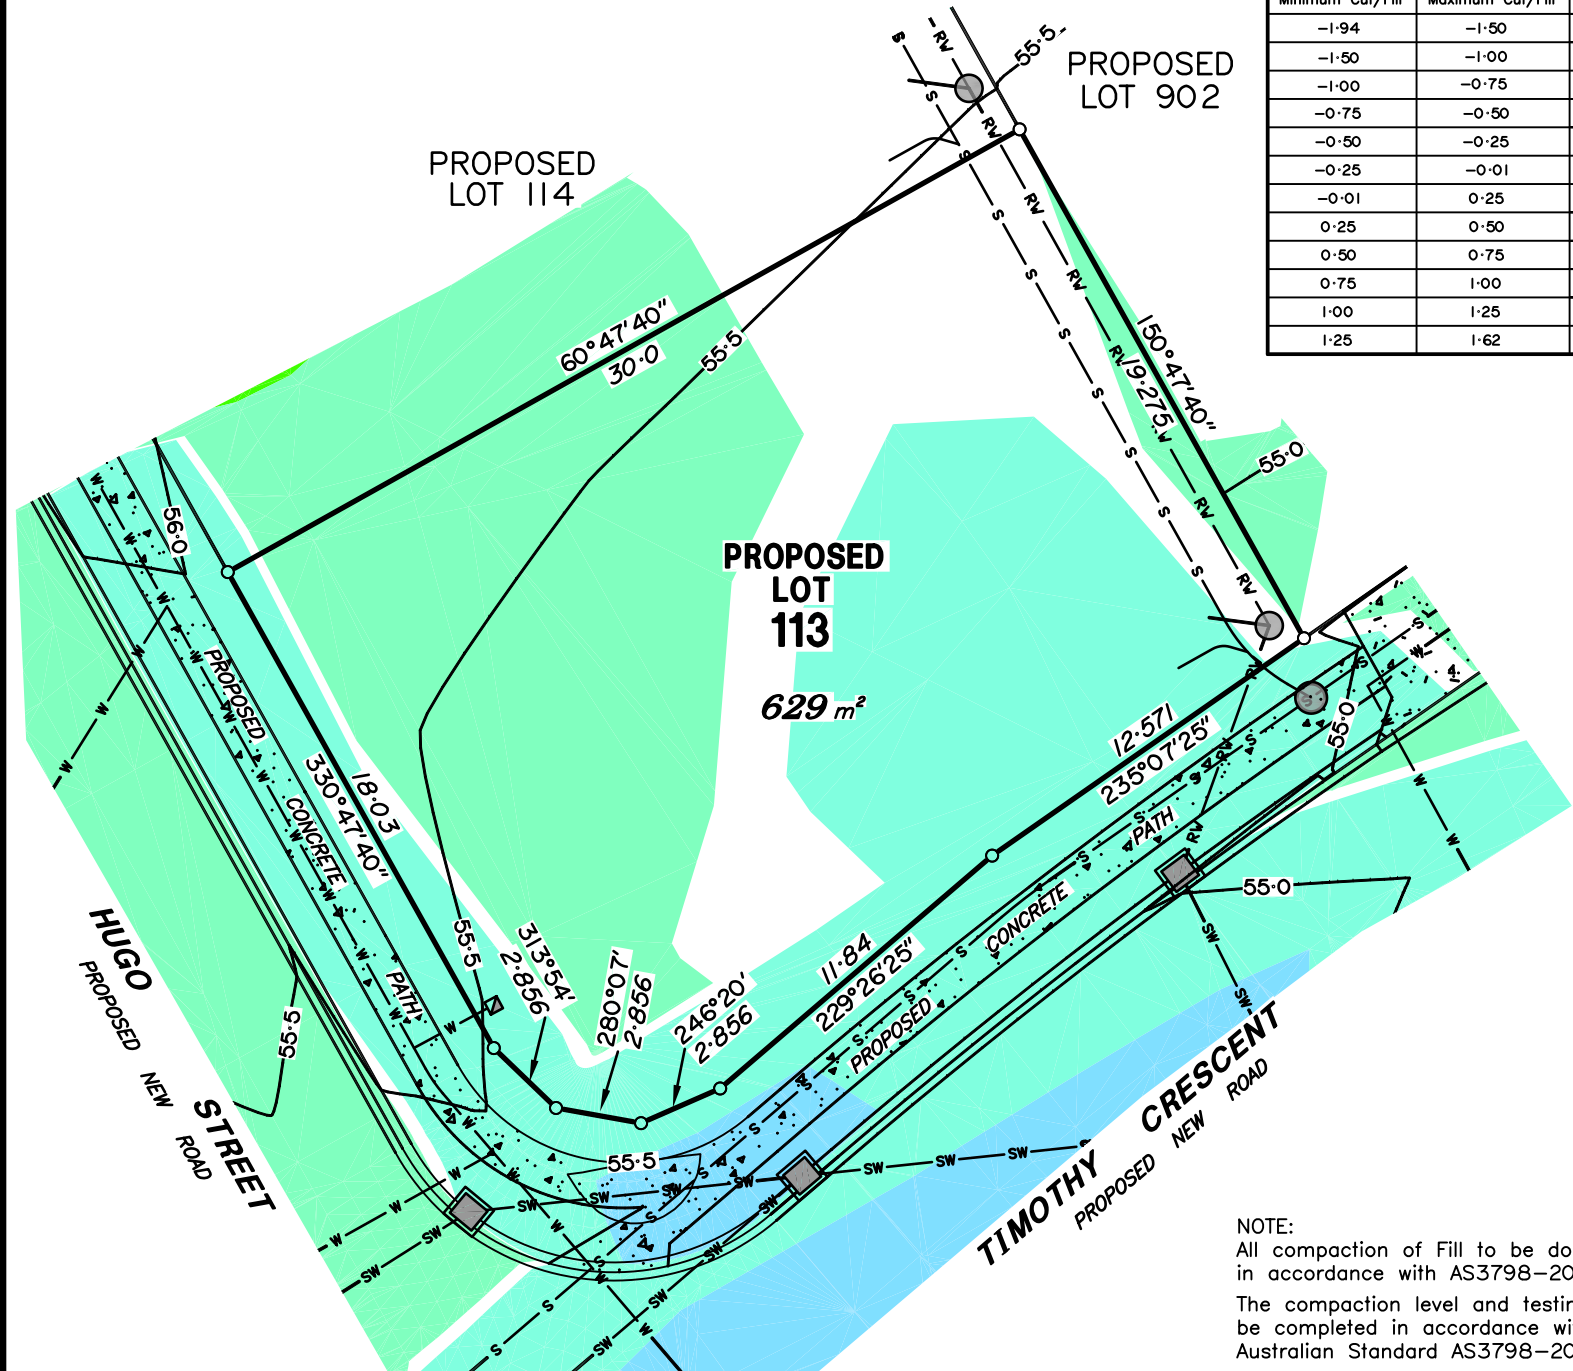 Minimum Cut/Fill Maximum Cut/Fill
-1·94 -1·50
-1·50 -1·00
-1·00 -0·75
-0·75 -0·50
-0·50 -0·25
-0·25 -0·01
-0·01 0·25
0·25 0·50
0·50 0·75
0·75 1·00
1·00 1·25
1·25 1·62
PROPOSED
LOT 902
PROPOSED
LOT 114
55·5
B
S
RW
60°47'40"
30·0
55·5
150°47'40"
19·275
55·0
56·0
PROPOSED
LOT
113
629 m²
PROPOSED
CONCRETE
PATH
18·03
330°47'40"
55·5
313°54'
2·856
280°07'
2·856
246°20'
2·856
11·84
229°26'25"
12·571
235°07'25"
PROPOSED
CONCRETE
PATH
55·0
55·0
55·5
55·5
W
S
SW
RW
HUGO
STREET
PROPOSED NEW ROAD
TIMOTHY CRESCENT
PROPOSED NEW ROAD
NOTE:
All compaction of Fill to be do
in accordance with AS3798-20
The compaction level and testin
be completed in accordance wi
Australian Standard AS3798-20